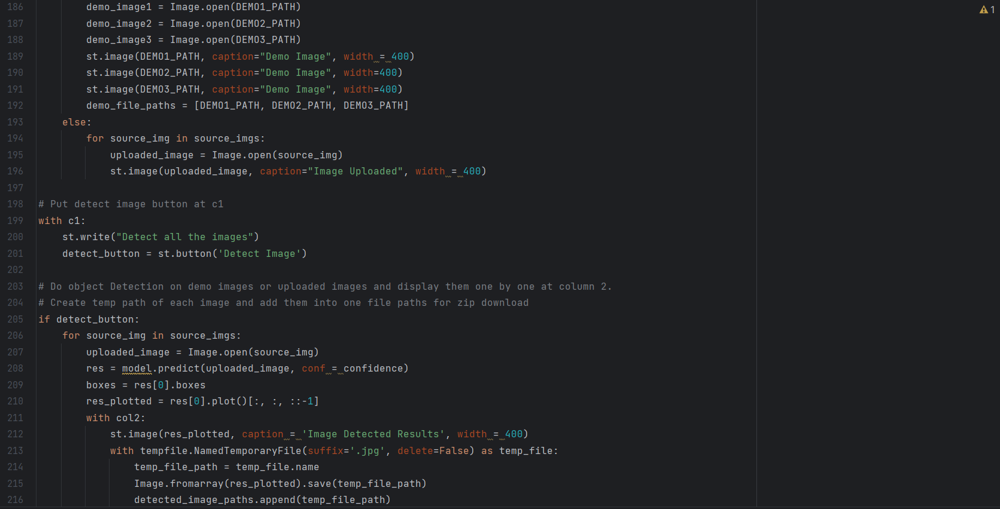 186 demo_image1 = Image.open(DEMO1_PATH)
187 demo_image2 = Image.open(DEMO2_PATH)
188 demo_image3 = Image.open(DEMO3_PATH)
189 st.image(DEMO1_PATH, caption="Demo Image", width = 400)
190 st.image(DEMO2_PATH, caption="Demo Image", width=400)
191 st.image(DEMO3_PATH, caption="Demo Image", width=400)
192 demo_file_paths = [DEMO1_PATH, DEMO2_PATH, DEMO3_PATH]
193 else:
194 for source_img in source_imgs:
195 uploaded_image = Image.open(source_img)
196 st.image(uploaded_image, caption="Image Uploaded", width = 400)
197
198 # Put detect image button at c1
199 with c1:
200 st.write("Detect all the images")
201 detect_button = st.button('Detect Image')
202
203 # Do object Detection on demo images or uploaded images and display them one by one at column 2.
204 # Create temp path of each image and add them into one file paths for zip download
205 if detect_button:
206 for source_img in source_imgs:
207 uploaded_image = Image.open(source_img)
208 res = model.predict(uploaded_image, conf = confidence)
209 boxes = res[0].boxes
210 res_plotted = res[0].plot()[:, :, ::-1]
211 with col2:
212 st.image(res_plotted, caption = 'Image Detected Results', width = 400)
213 with tempfile.NamedTemporaryFile(suffix='.jpg', delete=False) as temp_file:
214 temp_file_path = temp_file.name
215 Image.fromarray(res_plotted).save(temp_file_path)
216 detected_image_paths.append(temp_file_path)
1